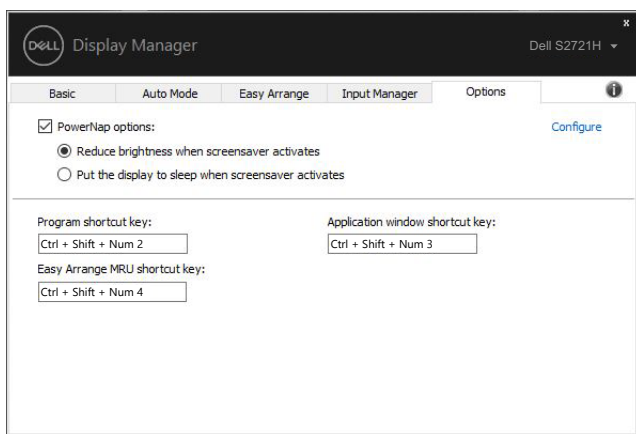 x
DELL Display Manager
Dell S2721H
Basic Auto Mode Easy Arrange Input Manager Options i
PowerNap options:
Configure
Reduce brightness when screensaver activates
Put the display to sleep when screensaver activates
Program shortcut key:
Application window shortcut key:
Ctrl + Shift + Num 2
Ctrl + Shift + Num 3
Easy Arrange MRU shortcut key:
Ctrl + Shift + Num 4